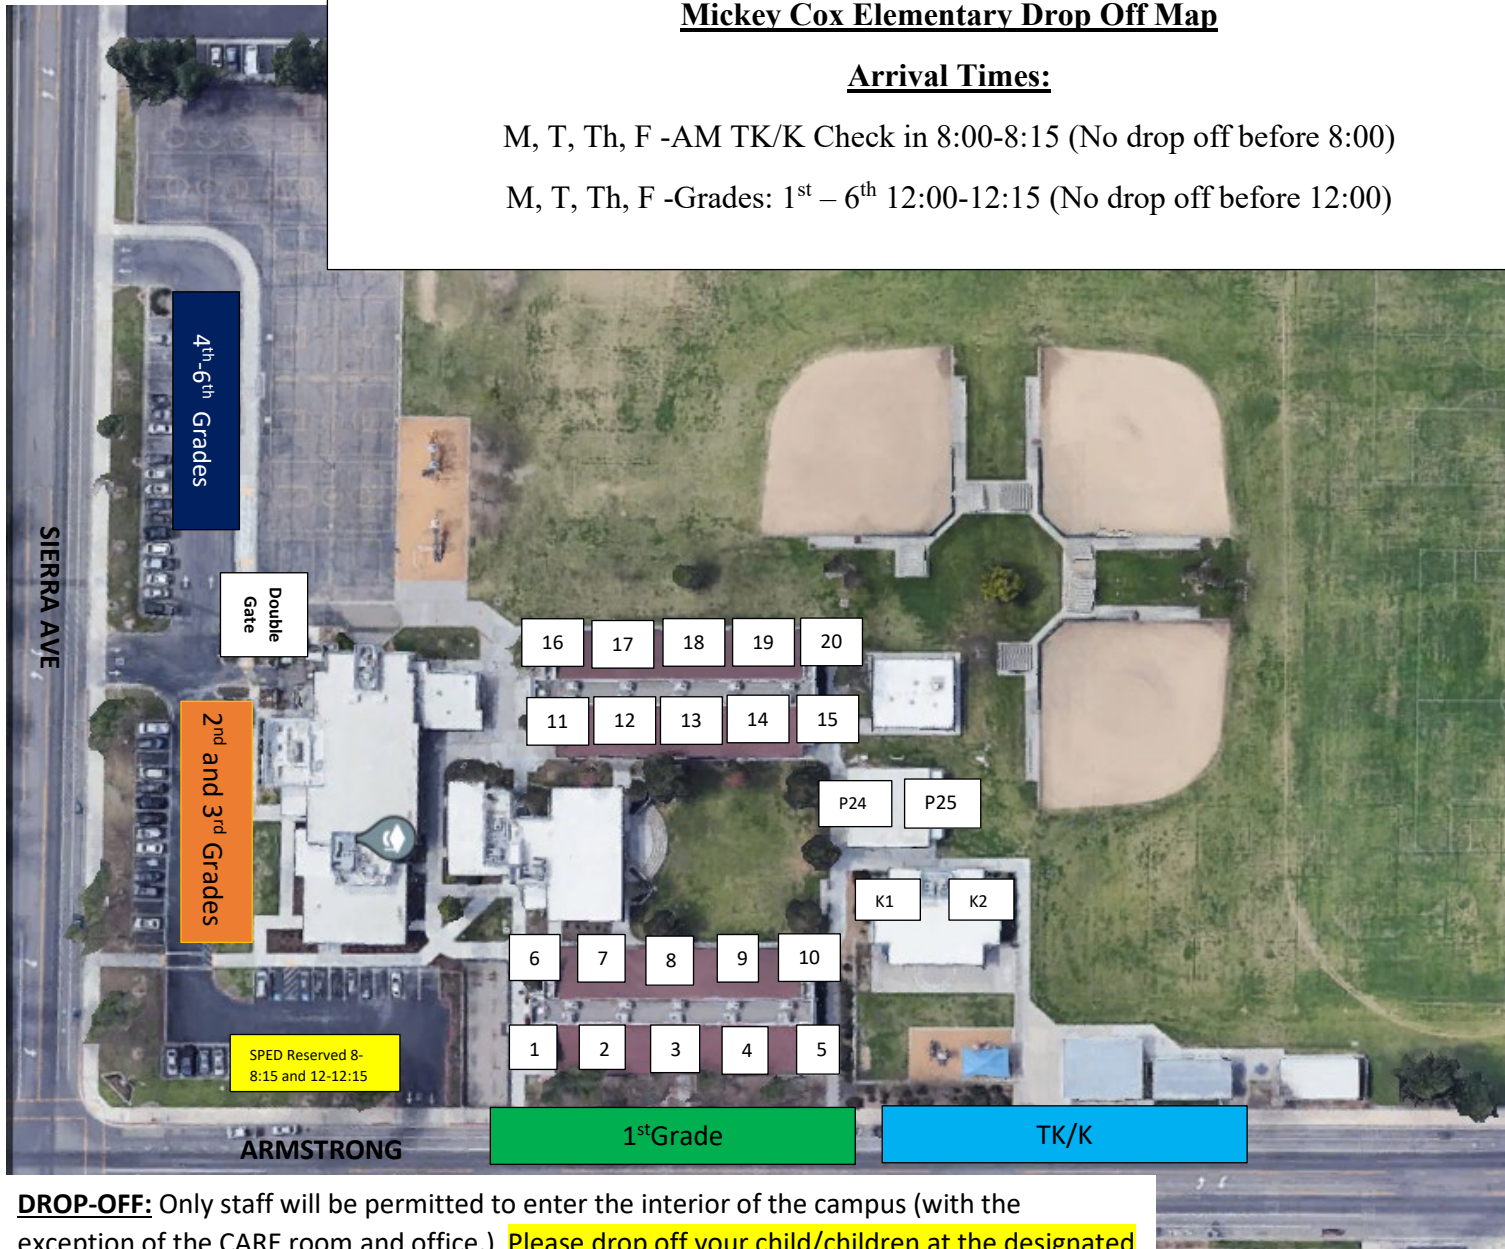 Mickey Cox Elementary Drop Off Map
Arrival Times:
M, T, Th, F -AM TK/K Check in 8:00-8:15 (No drop off before 8:00)
M, T, Th, F -Grades: 1st – 6th 12:00-12:15 (No drop off before 12:00)
4th-6th Grades
SIERRA AVE
Double
Gate
16 17 18 19 20
11 12 13 14 15
2nd and 3rd Grades
P24 P25
K1 K2
6 7 8 9 10
1 2 3 4 5
SPED Reserved 8-
8:15 and 12-12:15
1stGrade
TK/K
ARMSTRONG
DROP-OFF: Only staff will be permitted to enter the interior of the campus (with the
exception of the CARE room and office.) Please drop off your child/children at the designated